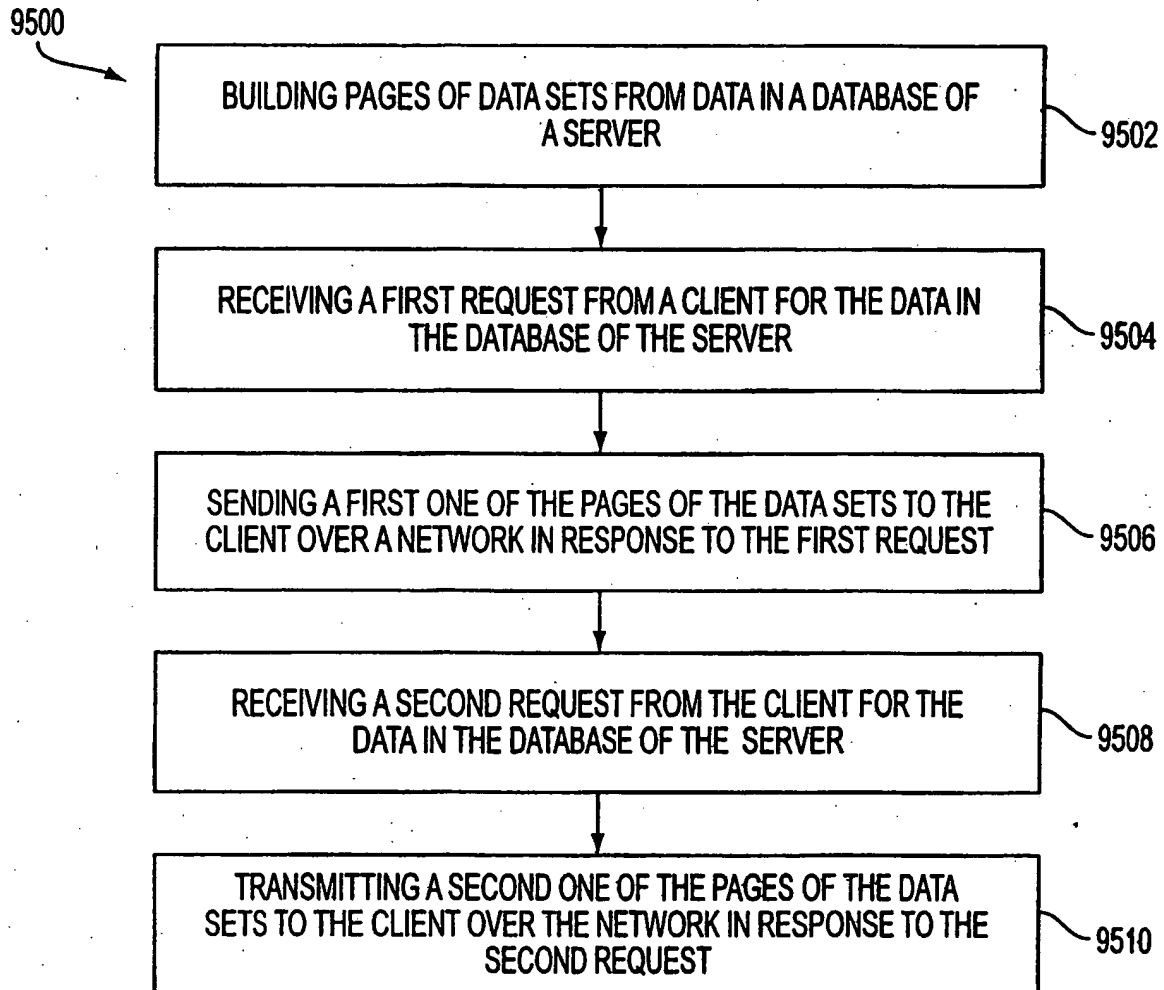 9500
BUILDING PAGES OF DATA SETS FROM DATA IN A DATABASE OF
A SERVER
9502
RECEIVING A FIRST REQUEST FROM A CLIENT FOR THE DATA IN
THE DATABASE OF THE SERVER
9504
SENDING A FIRST ONE OF THE PAGES OF THE DATA SETS TO THE
CLIENT OVER A NETWORK IN RESPONSE TO THE FIRST REQUEST
9506
RECEIVING A SECOND REQUEST FROM THE CLIENT FOR THE
DATA IN THE DATABASE OF THE SERVER
9508
TRANSMITTING A SECOND ONE OF THE PAGES OF THE DATA
SETS TO THE CLIENT OVER THE NETWORK IN RESPONSE TO THE
SECOND REQUEST
9510